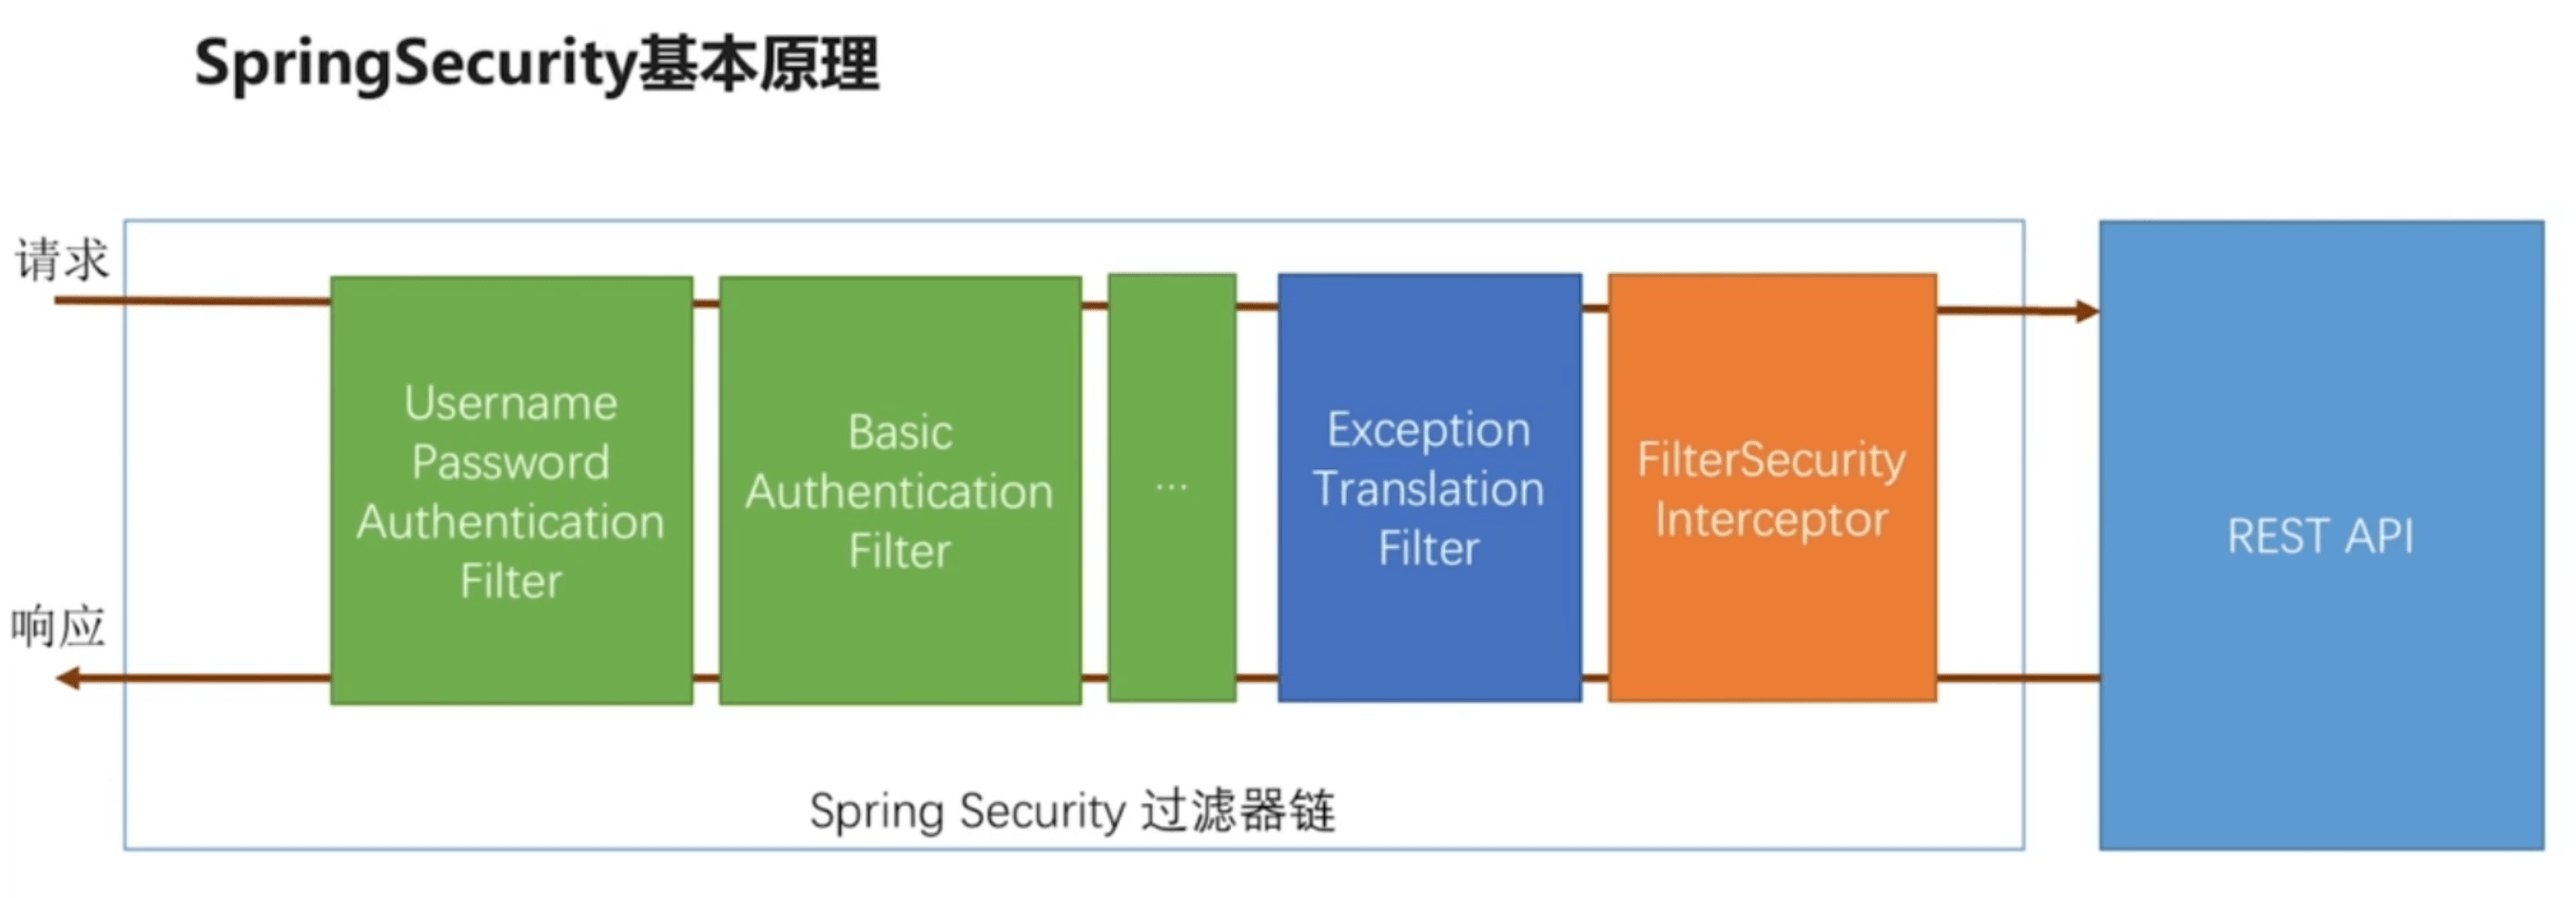 SpringSecurity基本原理
请求
Username
Password
Authentication
Filter
Basic
Authentication
Filter
...
Exception
Translation
Filter
FilterSecurity
Interceptor
REST API
响应
Spring Security 过滤器链